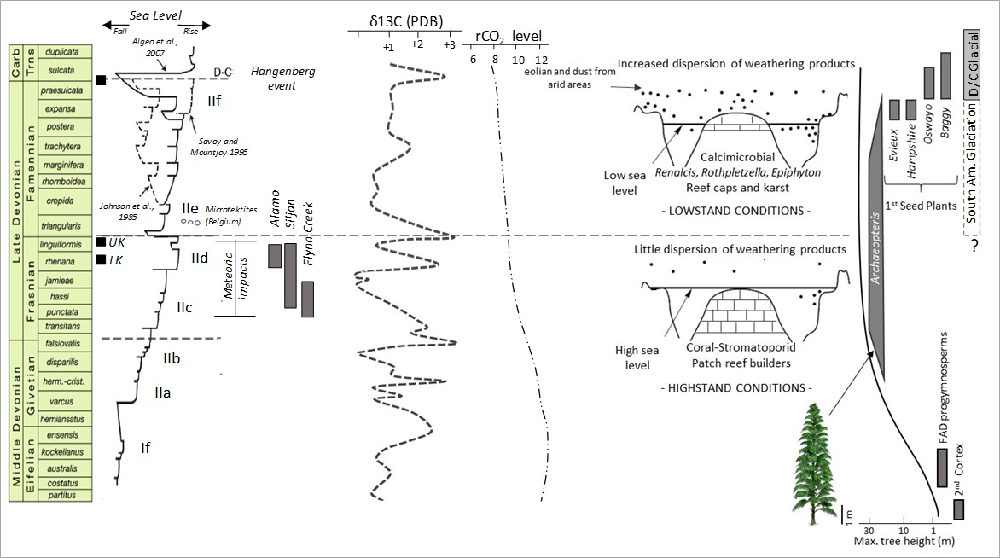 Sea Level
Fall
Rise
Algeo et al.,
2007
D-C
Hangenberg
event
IIf
Savoy and
Mountjoy 1995
Johnson et al.,
1985
IIe
Microtektites
(Belgium)
UK
LK
IId
IIc
IIb
IIa
If
Carb
Trns
Late Devonian
Famennian
Frasnian
Middle Devonian
Givetian
Eifelian
duplicata
sulcata
praesulcata
expansa
postera
trachytera
marginifera
rhomboidea
crepida
triangularis
linguiformis
rhenana
jamieae
hassi
punctata
transitans
falsiovalis
disparilis
herm.-crist.
varcus
hemiansatus
ensensis
kockelianus
australis
costatus
partitus
Meteoric
impacts
Alamo
Siljan
Flynn Creek
δ13C (PDB)
+1 +2 +3
rCO₂ level
6 8 10 12
eolian and dust from
arid areas
Increased dispersion of weathering products
Low sea
level
Calcimicrobial
Renalcis, Rothpletzella, Epiphyton
Reef caps and karst
- LOWSTAND CONDITIONS -
Little dispersion of weathering products
High sea
level
Coral-Stromatoporid
Patch reef builders
- HIGHSTAND CONDITIONS -
Archaeopteris
Evieux
Hampshire
Oswayo
Baggy
1st Seed Plants
D/C Glacial
South Am. Glaciation
?
FAD progymnosperms
2nd Cortex
1 m
30 10 1
Max. tree height (m)